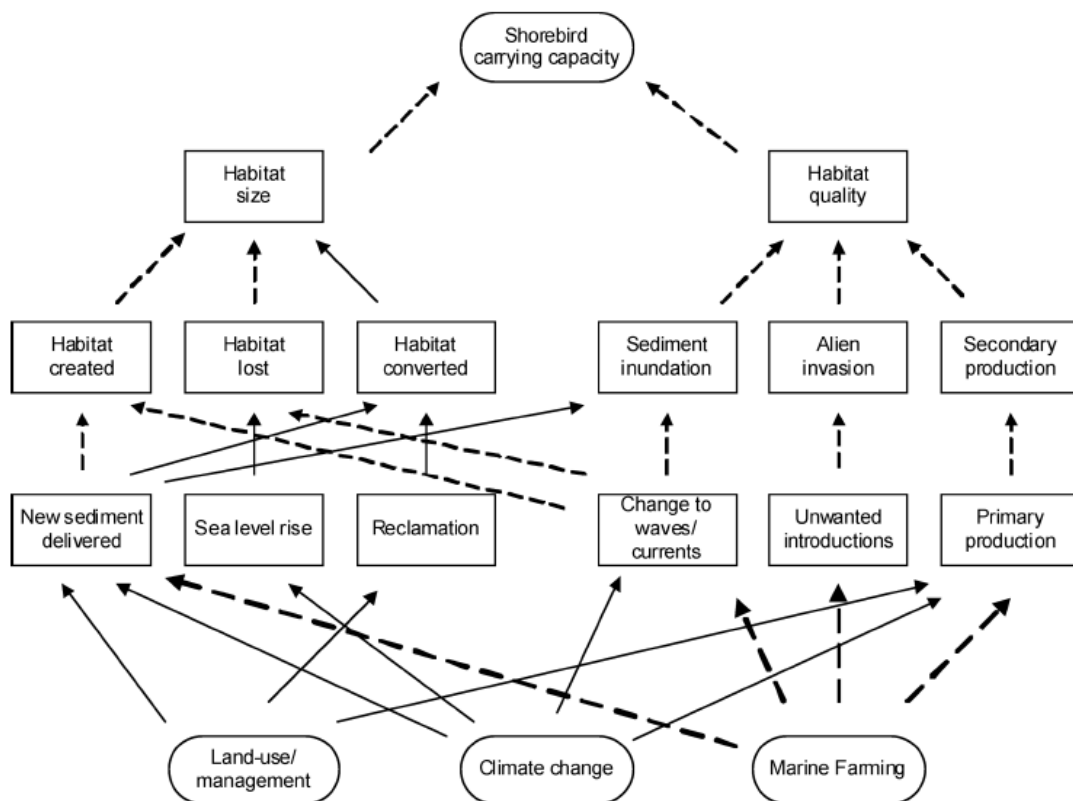 Shorebird
carrying capacity
Habitat
size
Habitat
quality
Habitat
created
Habitat
lost
Habitat
converted
Sediment
inundation
Alien
invasion
Secondary
production
New sediment
delivered
Sea level rise
Reclamation
Change to
waves/
currents
Unwanted
introductions
Primary
production
Land-use/
management
Climate change
Marine Farming